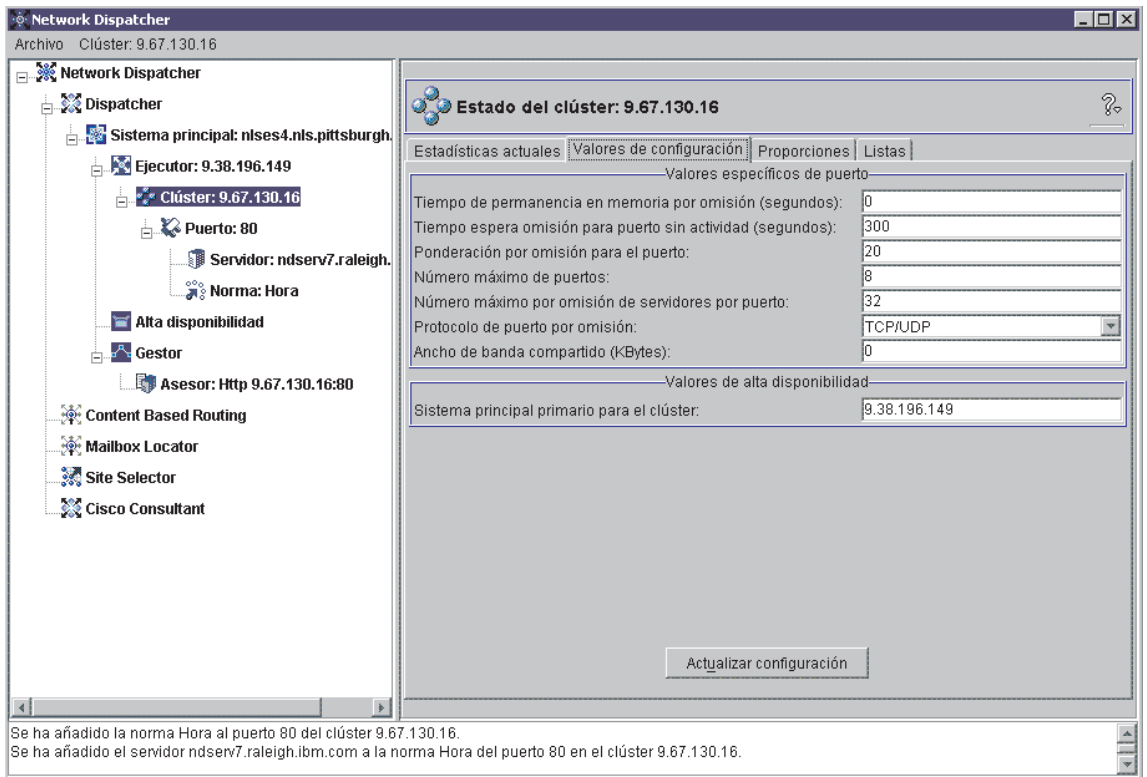 Network Dispatcher
Archivo Clúster: 9.67.130.16
Network Dispatcher
Dispatcher
Sistema principal: nlses4.nls.pittsburgh.
Ejecutor: 9.38.196.149
Clúster: 9.67.130.16
Puerto: 80
Servidor: ndserv7.raleigh.
Norma: Hora
Alta disponibilidad
Gestor
Asesor: Http 9.67.130.16:80
Content Based Routing
Mailbox Locator
Site Selector
Cisco Consultant
Estado del clúster: 9.67.130.16
?
Estadísticas actuales Valores de configuración Proporciones Listas
Valores específicos de puerto
Tiempo de permanencia en memoria por omisión (segundos): 0
Tiempo espera omisión para puerto sin actividad (segundos): 300
Ponderación por omisión para el puerto: 20
Número máximo de puertos: 8
Número máximo por omisión de servidores por puerto: 32
Protocolo de puerto por omisión: TCP/UDP
Ancho de banda compartido (KBytes): 0
Valores de alta disponibilidad
Sistema principal primario para el clúster: 9.38.196.149
Actualizar configuración
Se ha añadido la norma Hora al puerto 80 del clúster 9.67.130.16.
Se ha añadido el servidor ndserv7.raleigh.ibm.com a la norma Hora del puerto 80 en el clúster 9.67.130.16.